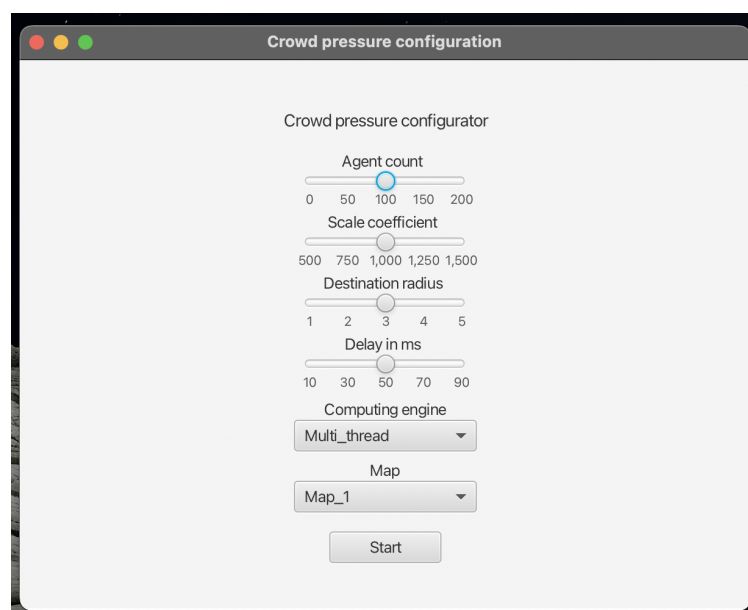 Crowd pressure configuration
Crowd pressure configurator
Agent count
0 50 100 150 200
Scale coefficient
500 750 1,000 1,250 1,500
Destination radius
1 2 3 4 5
Delay in ms
10 30 50 70 90
Computing engine
Multi_thread
Map
Map_1
Start